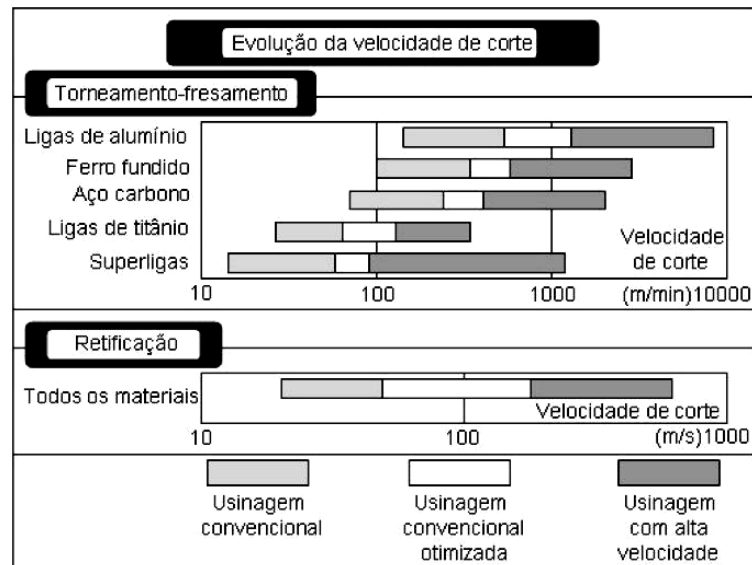 Evolução da velocidade de corte
Torneamento-fresamento
Ligas de alumínio
Ferro fundido
Aço carbono
Ligas de titânio
Superligas
Velocidade
de corte
10 100 1000 (m/min)10000
Retificação
Todos os materiais
Velocidade de corte
10 100 (m/s)1000
Usinagem
convencional
Usinagem
convencional
otimizada
Usinagem
com alta
velocidade